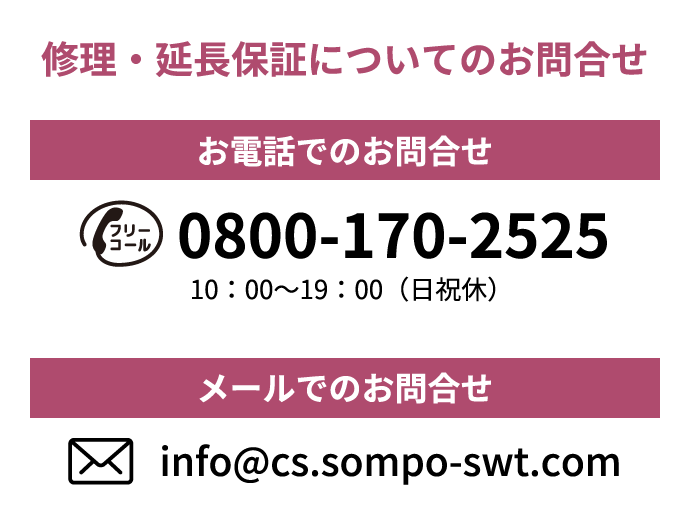 修理・延長保証についてのお問合せ
お電話でのお問合せ
フリー
コール
0800-170-2525
10：00～19：00（日祝休）
メールでのお問合せ
info@cs.sompo-swt.com